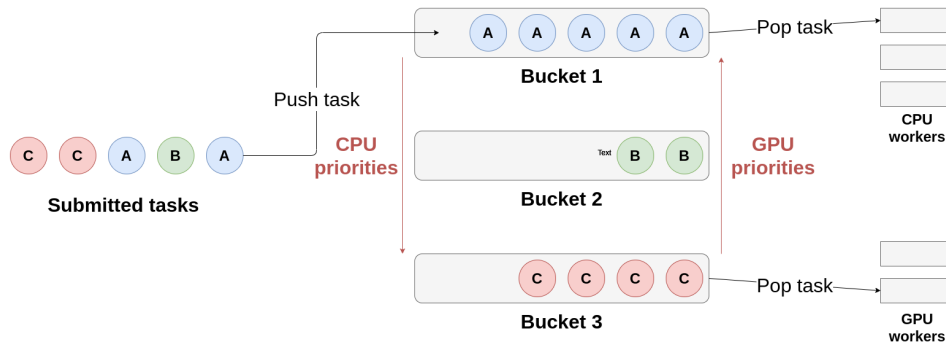 A A A A A
Pop task
Bucket 1
Push task
CPU
workers
C C A B A
CPU
priorities
Text
B B
GPU
priorities
Submitted tasks
Bucket 2
C C C C
Pop task
Bucket 3
GPU
workers